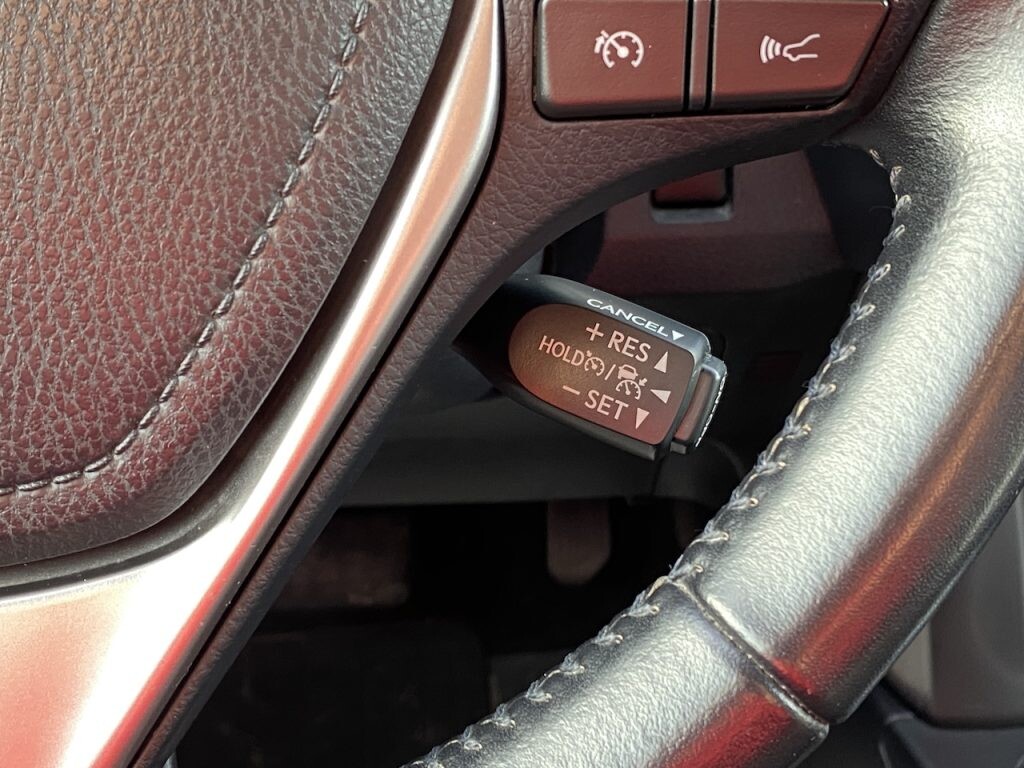 CANCEL▼
+ RES ▲
HOLD /
– SET ▼